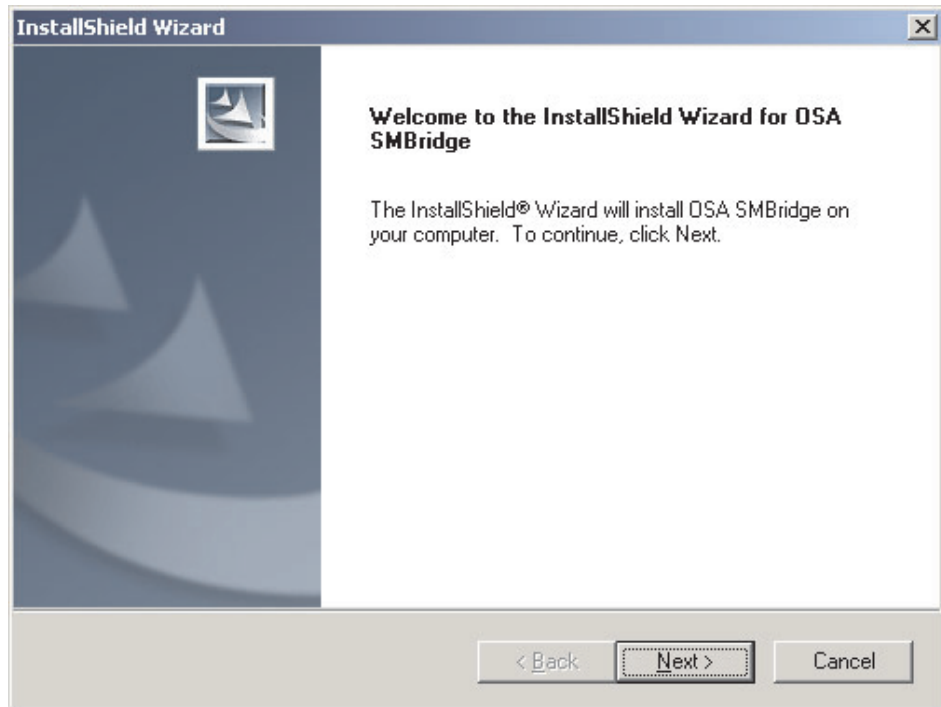 InstallShield Wizard
Welcome to the InstallShield Wizard for OSA
SMBridge
The InstallShield® Wizard will install OSA SMBridge on
your computer. To continue, click Next.
< Back
Next >
Cancel